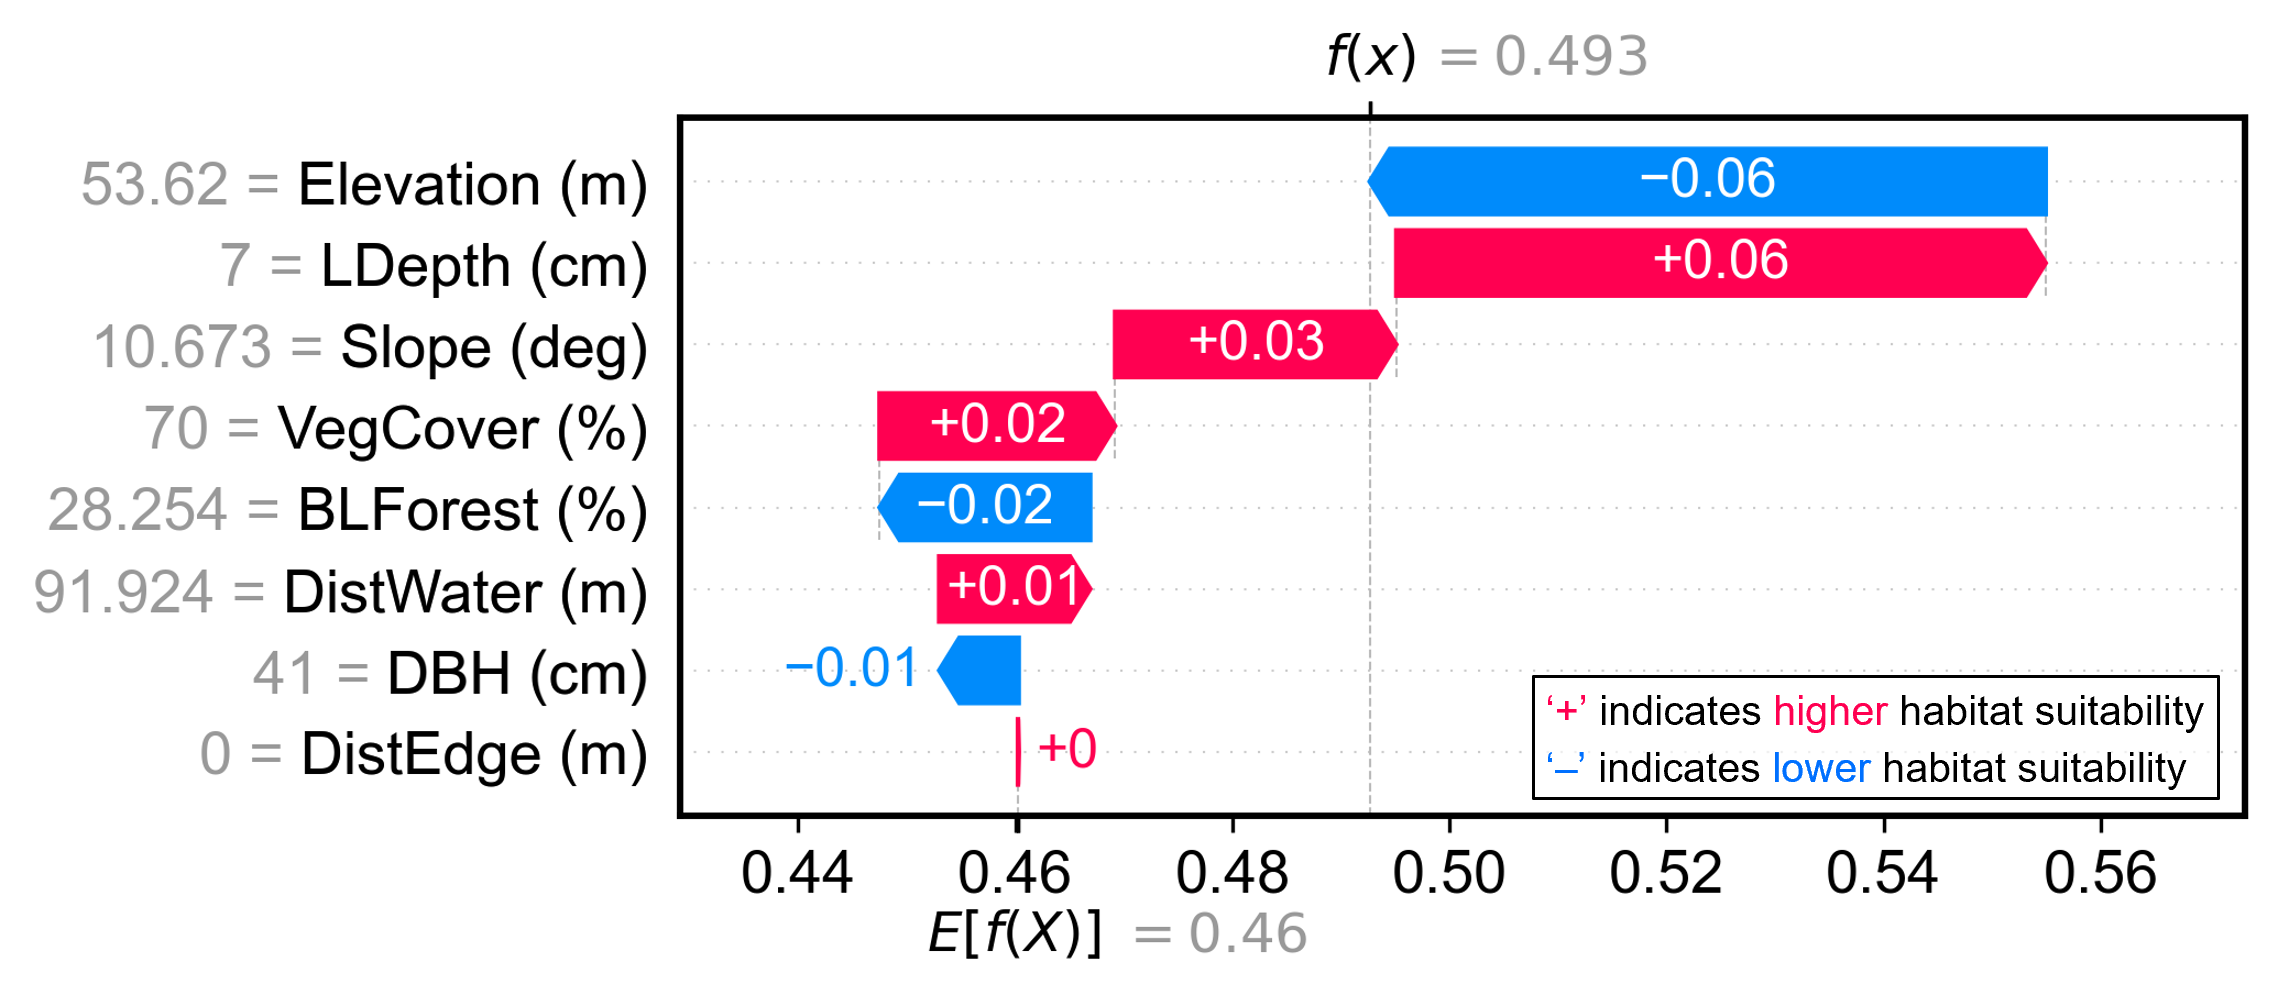 f(x) = 0.493
53.62 = Elevation (m) −0.06
7 = LDepth (cm) +0.06
10.673 = Slope (deg) +0.03
70 = VegCover (%) +0.02
28.254 = BLForest (%) −0.02
91.924 = DistWater (m) +0.01
41 = DBH (cm) −0.01
0 = DistEdge (m) +0
‘+’ indicates higher habitat suitability
‘–’ indicates lower habitat suitability
0.44 0.46 0.48 0.50 0.52 0.54 0.56
E[f(X)] = 0.46